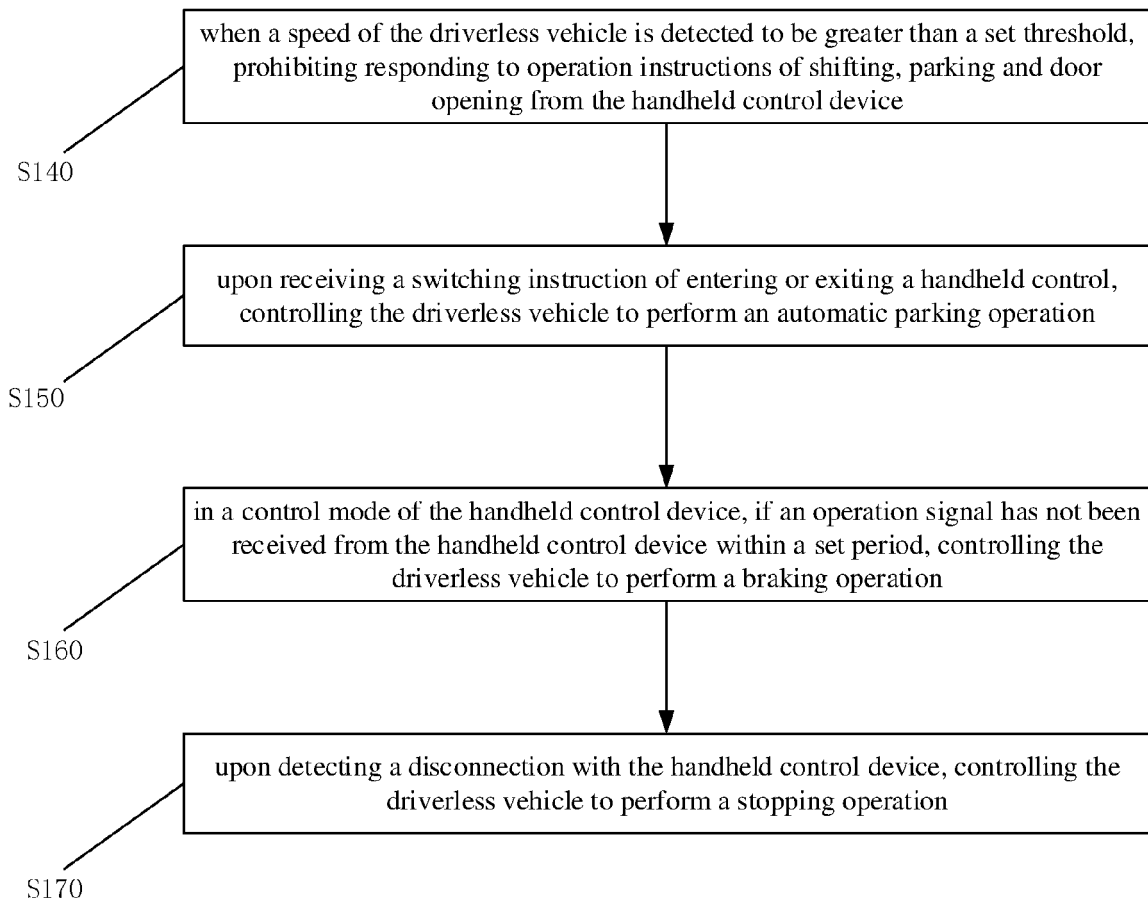 when a speed of the driverless vehicle is detected to be greater than a set threshold,
prohibiting responding to operation instructions of shifting, parking and door
opening from the handheld control device
S140
upon receiving a switching instruction of entering or exiting a handheld control,
controlling the driverless vehicle to perform an automatic parking operation
S150
in a control mode of the handheld control device, if an operation signal has not been
received from the handheld control device within a set period, controlling the
driverless vehicle to perform a braking operation
S160
upon detecting a disconnection with the handheld control device, controlling the
driverless vehicle to perform a stopping operation
S170